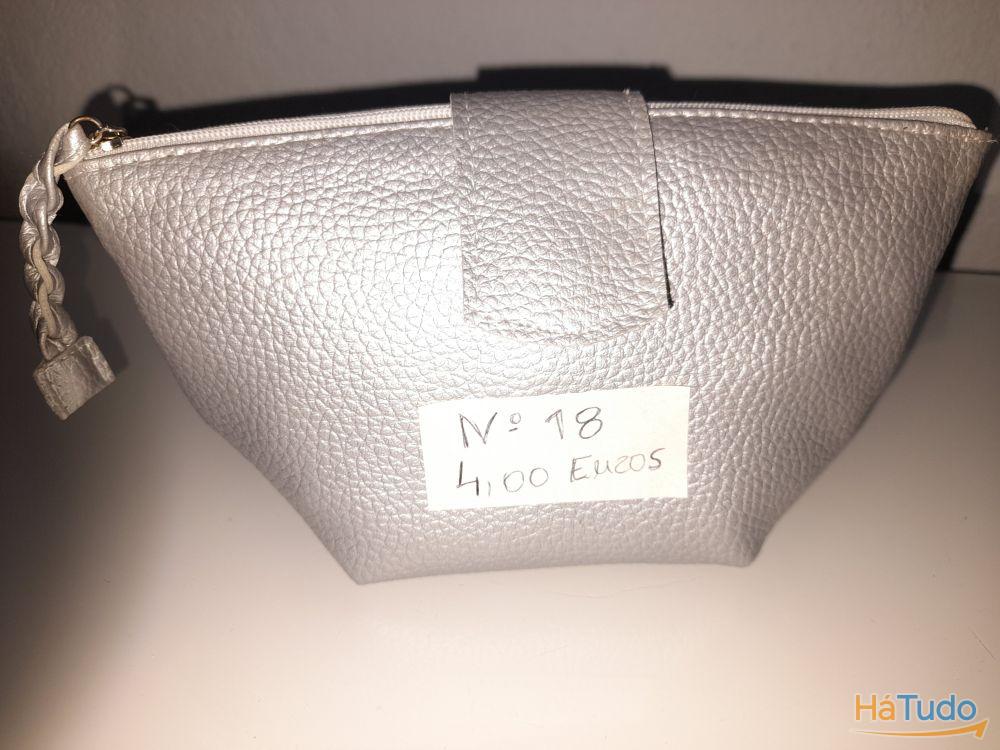 Nº 18
4,00 Euros
HáTudo